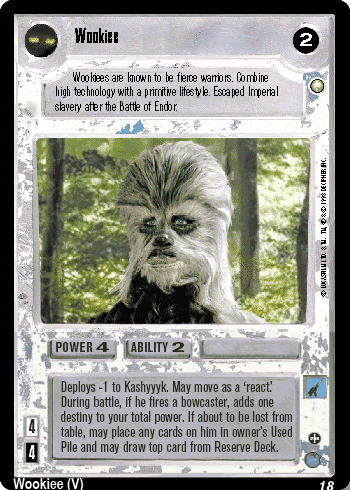 Wookiee
2
Wookiees are known to be fierce warriors. Combine
high technology with a primitive lifestyle. Escaped Imperial
slavery after the Battle of Endor.
POWER 4
ABILITY 2
Deploys -1 to Kashyyyk. May move as a 'react.'
During battle, if he fires a bowcaster, adds one
destiny to your total power. If about to be lost from
table, may place any cards on him in owner's Used
Pile and may draw top card from Reserve Deck.
4
4
Wookiee (V)
18